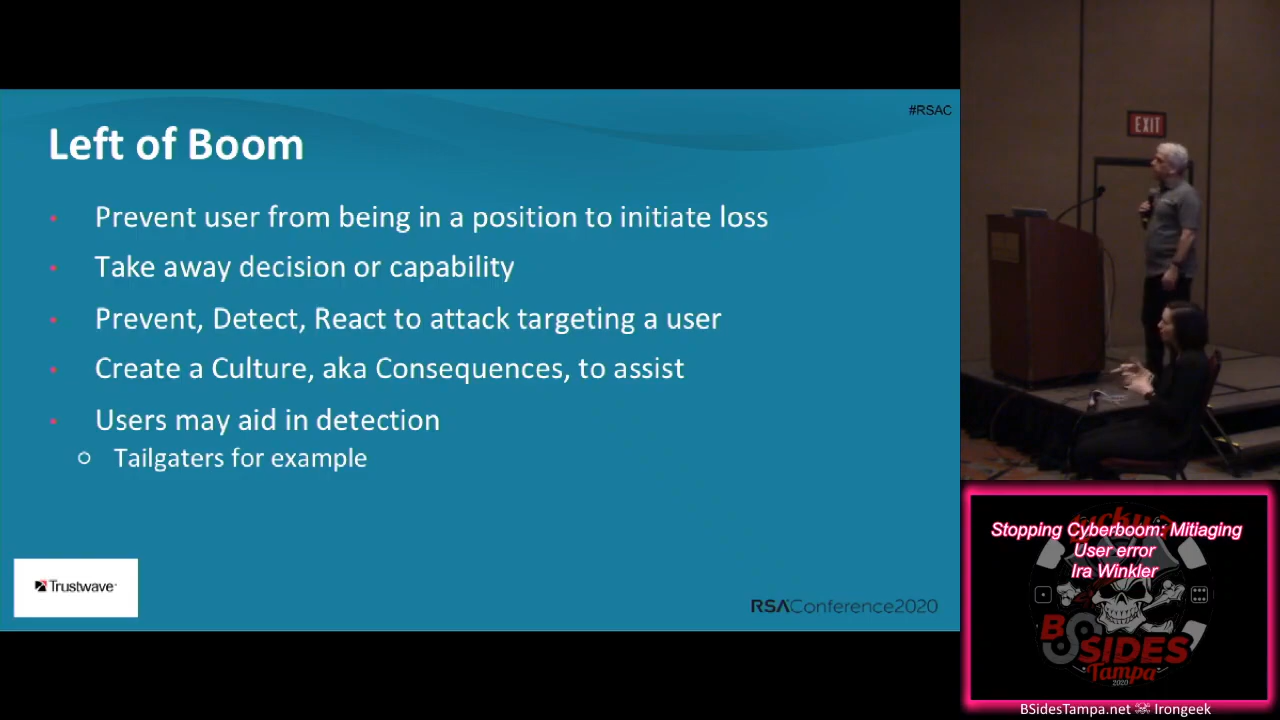 #RSAC
Left of Boom
• Prevent user from being in a position to initiate loss
• Take away decision or capability
• Prevent, Detect, React to attack targeting a user
• Create a Culture, aka Consequences, to assist
• Users may aid in detection
○ Tailgaters for example
Trustwave
RSAConference2020
EXIT
Stopping Cyberboom: Mitiaging
User error
Ira Winkler
BSIDES
Tampa
2020
BSidesTampa.net ☠ Irongeek